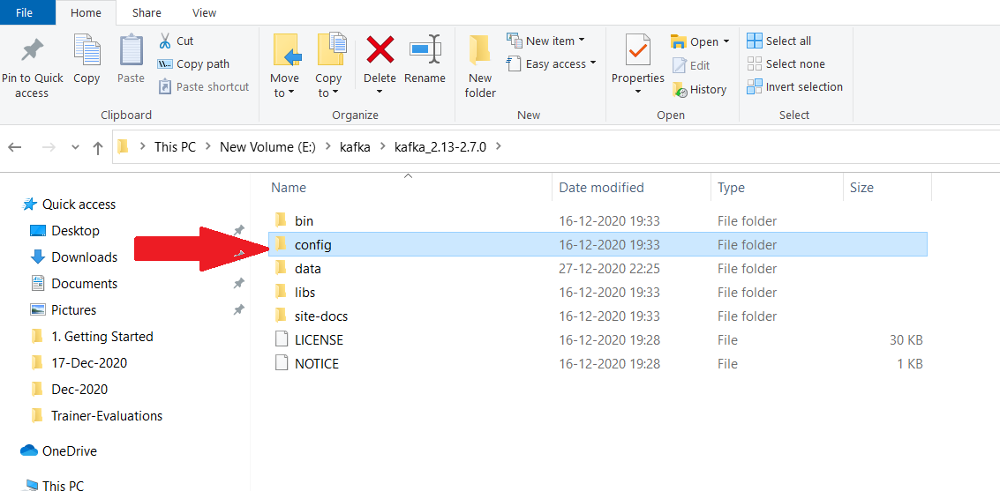 File Home Share View
Pin to Quick access
Copy
Paste
Cut
Copy path
Paste shortcut
Clipboard
Move to
Copy to
Delete
Rename
Organize
New folder
New item
Easy access
New
Properties
Open
Edit
History
Open
Select all
Select none
Invert selection
Select
This PC New Volume (E:) kafka kafka_2.13-2.7.0
Quick access
Desktop
Downloads
Documents
Pictures
1. Getting Started
17-Dec-2020
Dec-2020
Trainer-Evaluations
OneDrive
This PC
Name Date modified Type Size
bin 16-12-2020 19:33 File folder
config 16-12-2020 19:33 File folder
data 27-12-2020 22:25 File folder
libs 16-12-2020 19:33 File folder
site-docs 16-12-2020 19:33 File folder
LICENSE 16-12-2020 19:28 File 30 KB
NOTICE 16-12-2020 19:28 File 1 KB